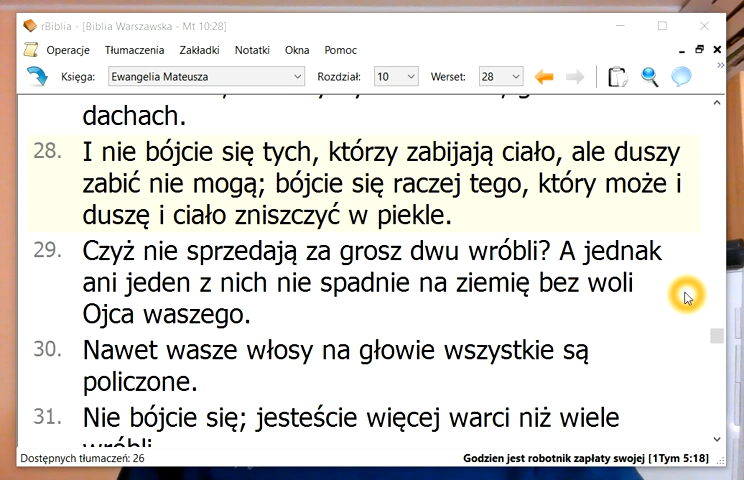 rBiblia - [Biblia Warszawska - Mt 10:28]
Operacje Tłumaczenia Zakładki Notatki Okna Pomoc
Księga: Ewangelia Mateusza Rozdział: 10 Werset: 28
dachach.
28. I nie bójcie się tych, którzy zabijają ciało, ale duszy
zabić nie mogą; bójcie się raczej tego, który może i
duszę i ciało zniszczyć w piekle.
29. Czyż nie sprzedają za grosz dwu wróbli? A jednak
ani jeden z nich nie spadnie na ziemię bez woli
Ojca waszego.
30. Nawet wasze włosy na głowie wszystkie są
policzone.
31. Nie bójcie się; jesteście więcej warci niż wiele
wróbli.
Dostępnych tłumaczeń: 26 Godzien jest robotnik zapłaty swojej [1Tym 5:18]